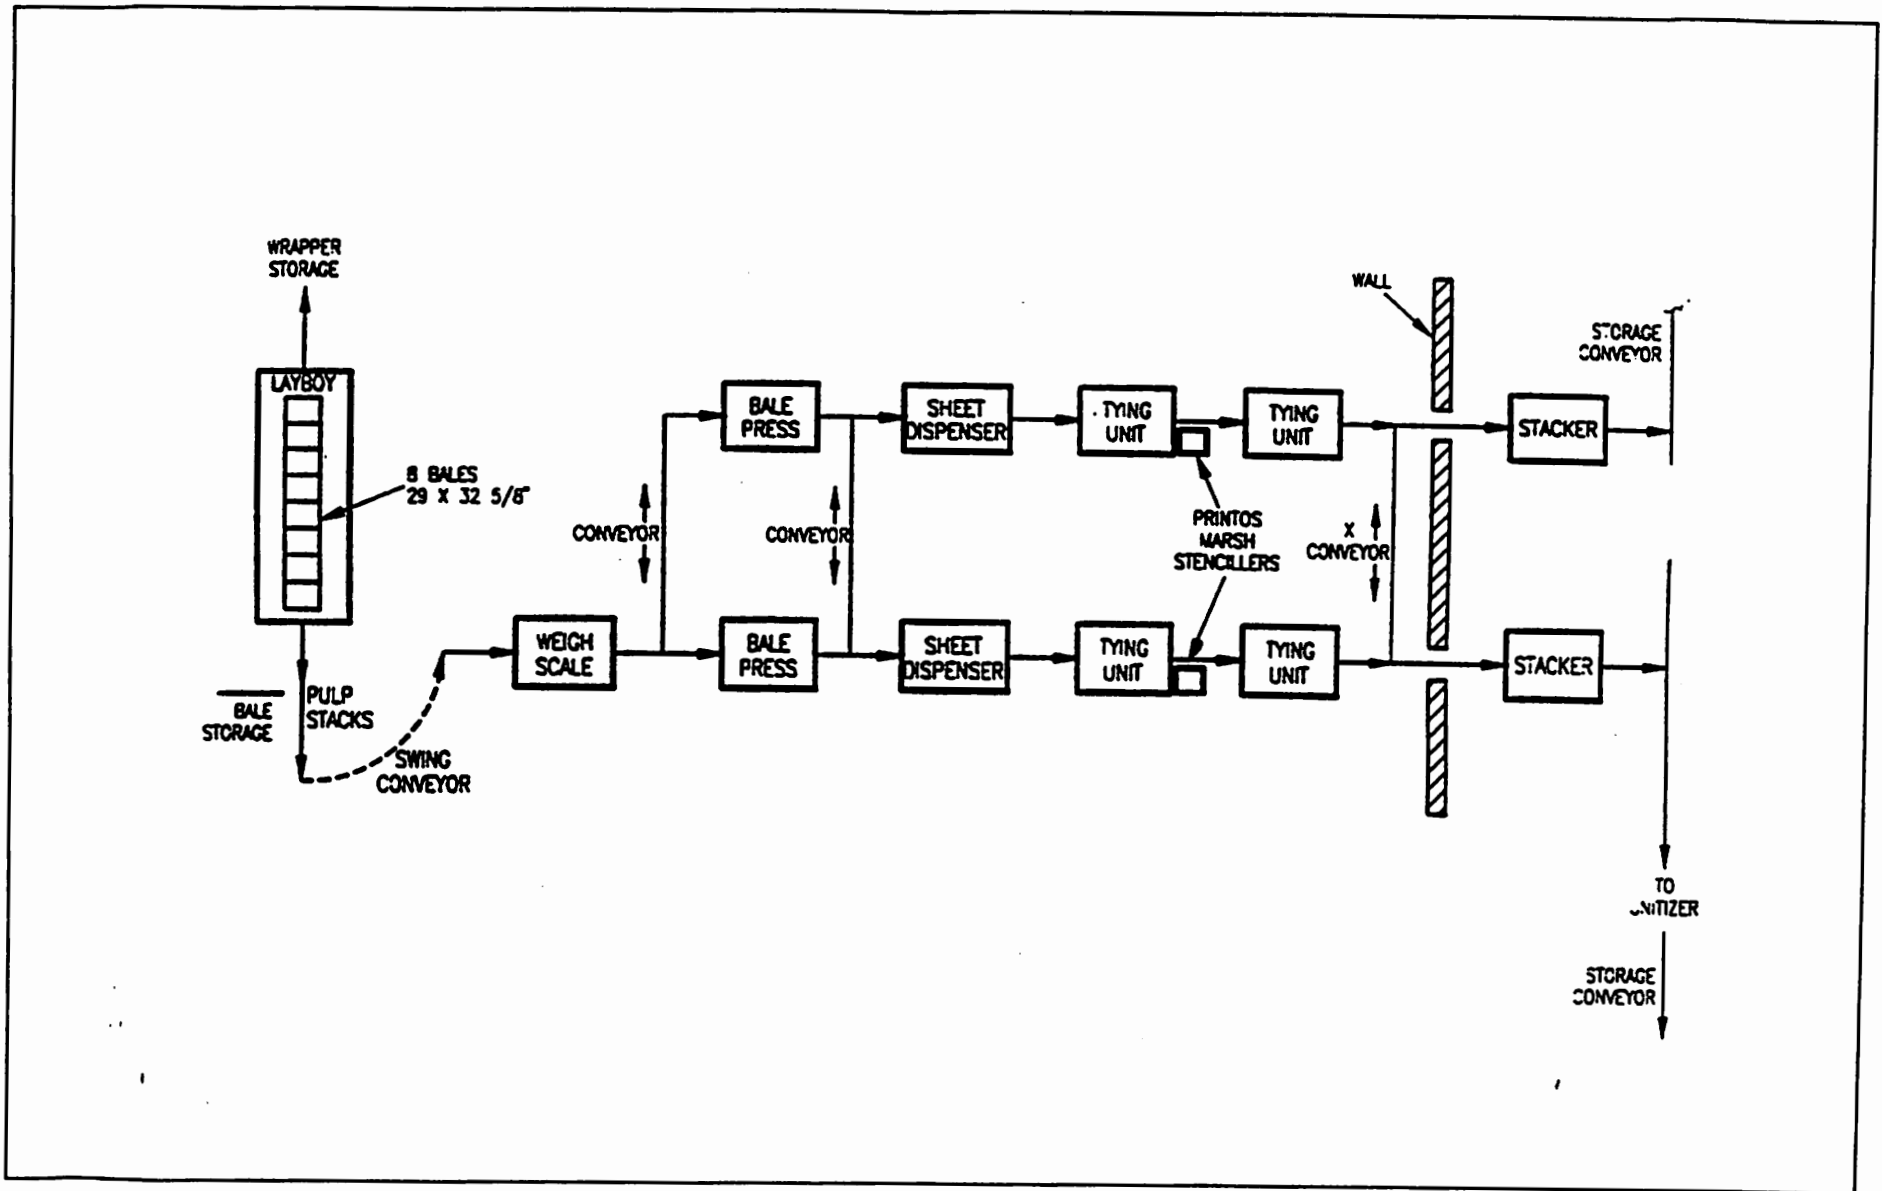 WRAPPER
STORAGE
LAYBOY
8 BALES
29 X 32 5/8"
BALE
STORAGE
PULP
STACKS
SWING
CONVEYOR
WEIGH
SCALE
CONVEYOR
BALE
PRESS
BALE
PRESS
CONVEYOR
SHEET
DISPENSER
SHEET
DISPENSER
TYING
UNIT
TYING
UNIT
PRINTOS
MARSH
STENCILLERS
TYING
UNIT
TYING
UNIT
X
CONVEYOR
WALL
STACKER
STACKER
STORAGE
CONVEYOR
TO
UNITIZER
STORAGE
CONVEYOR